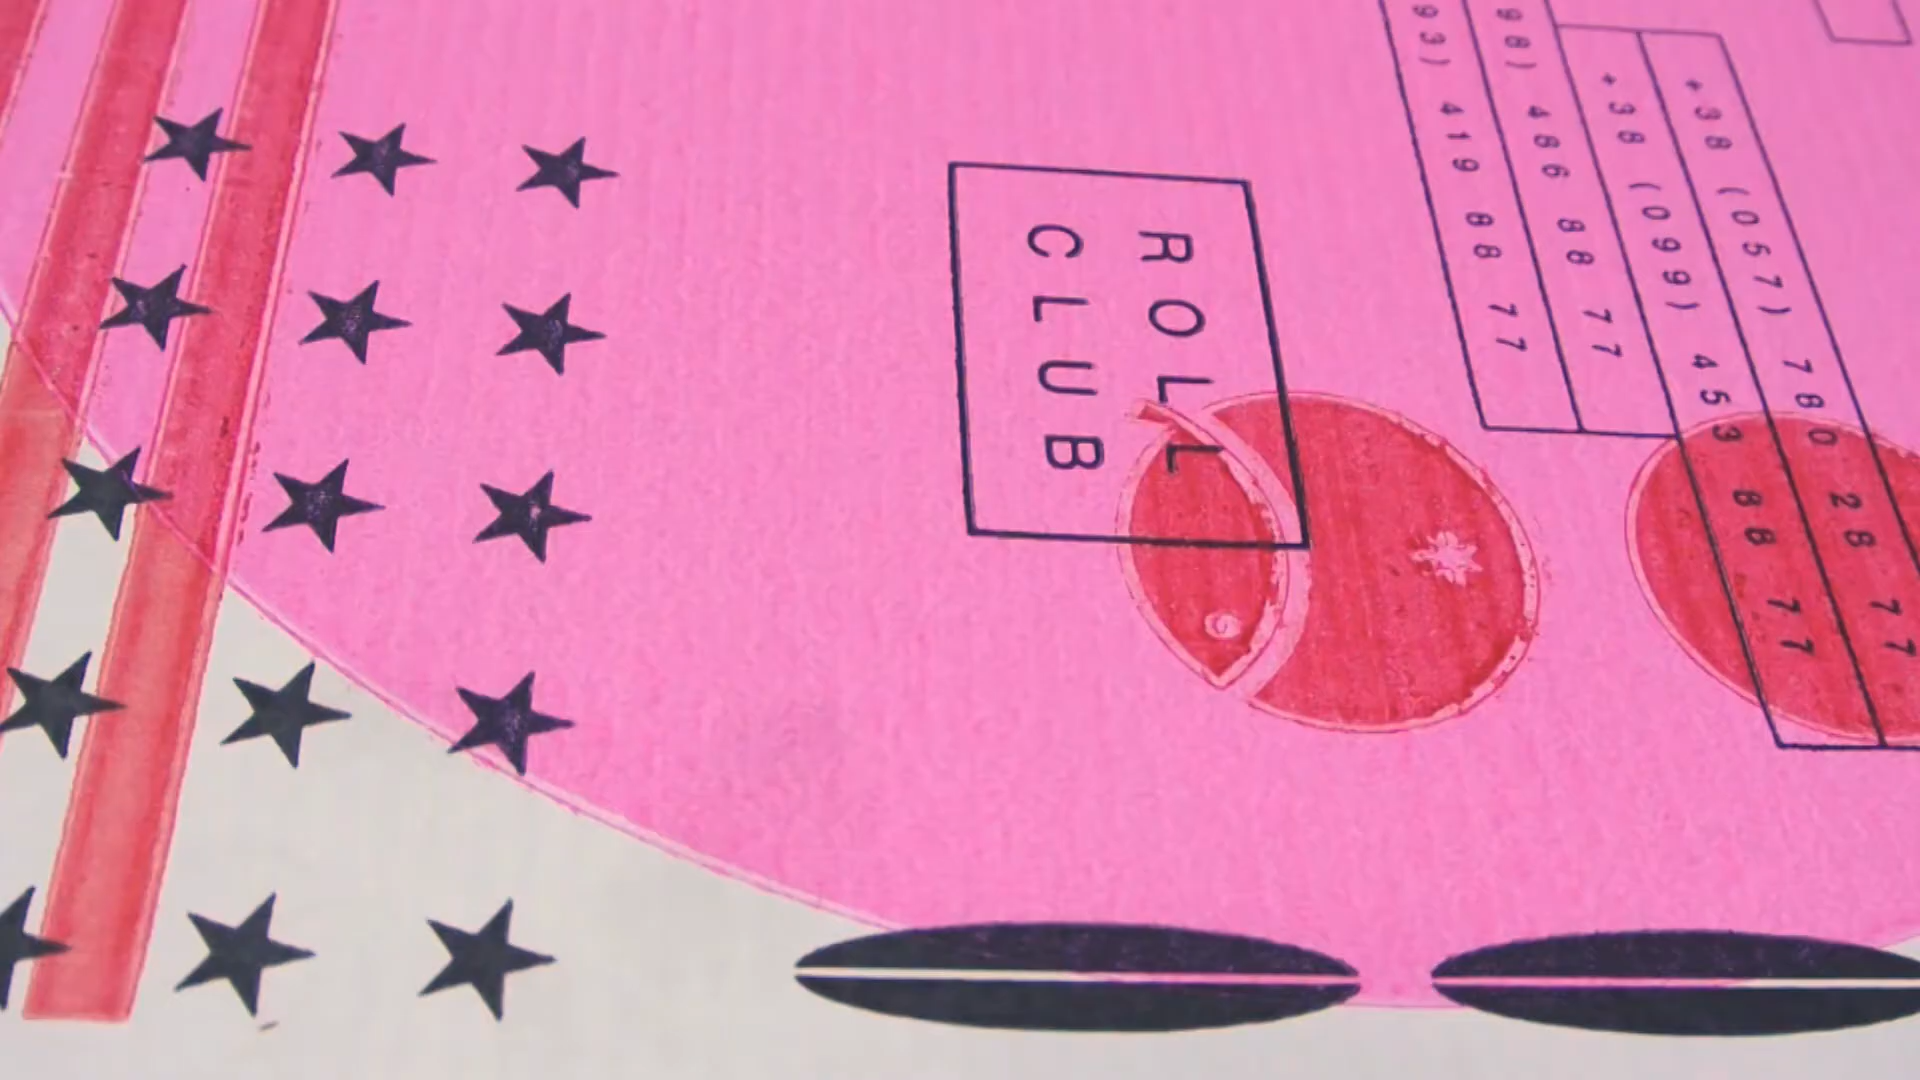 ROLL
CLUB
+38 (057) 780 28 77
+38 (099) 453 88 77
98) 486 88 77
93) 419 88 77